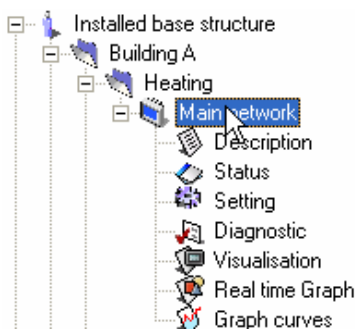 Installed base structure
Building A
Heating
Main network
Description
Status
Setting
Diagnostic
Visualisation
Real time Graph
Graph curves